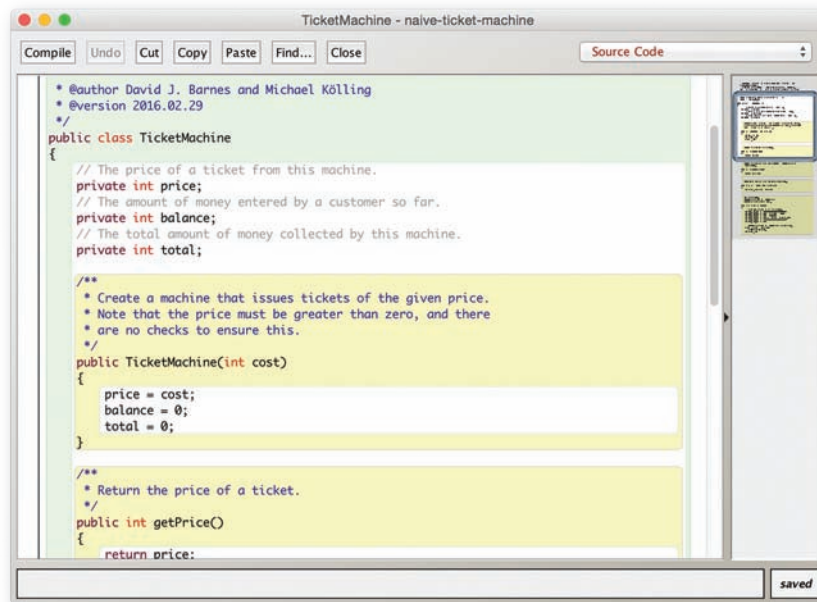 TicketMachine - naive-ticket-machine
Compile Undo Cut Copy Paste Find... Close Source Code
* @author David J. Barnes and Michael Kölling
* @version 2016.02.29
*/
public class TicketMachine
{
// The price of a ticket from this machine.
private int price;
// The amount of money entered by a customer so far.
private int balance;
// The total amount of money collected by this machine.
private int total;
/**
* Create a machine that issues tickets of the given price.
* Note that the price must be greater than zero, and there
* are no checks to ensure this.
*/
public TicketMachine(int cost)
{
price = cost;
balance = 0;
total = 0;
}
/**
* Return the price of a ticket.
*/
public int getPrice()
{
return price;
saved